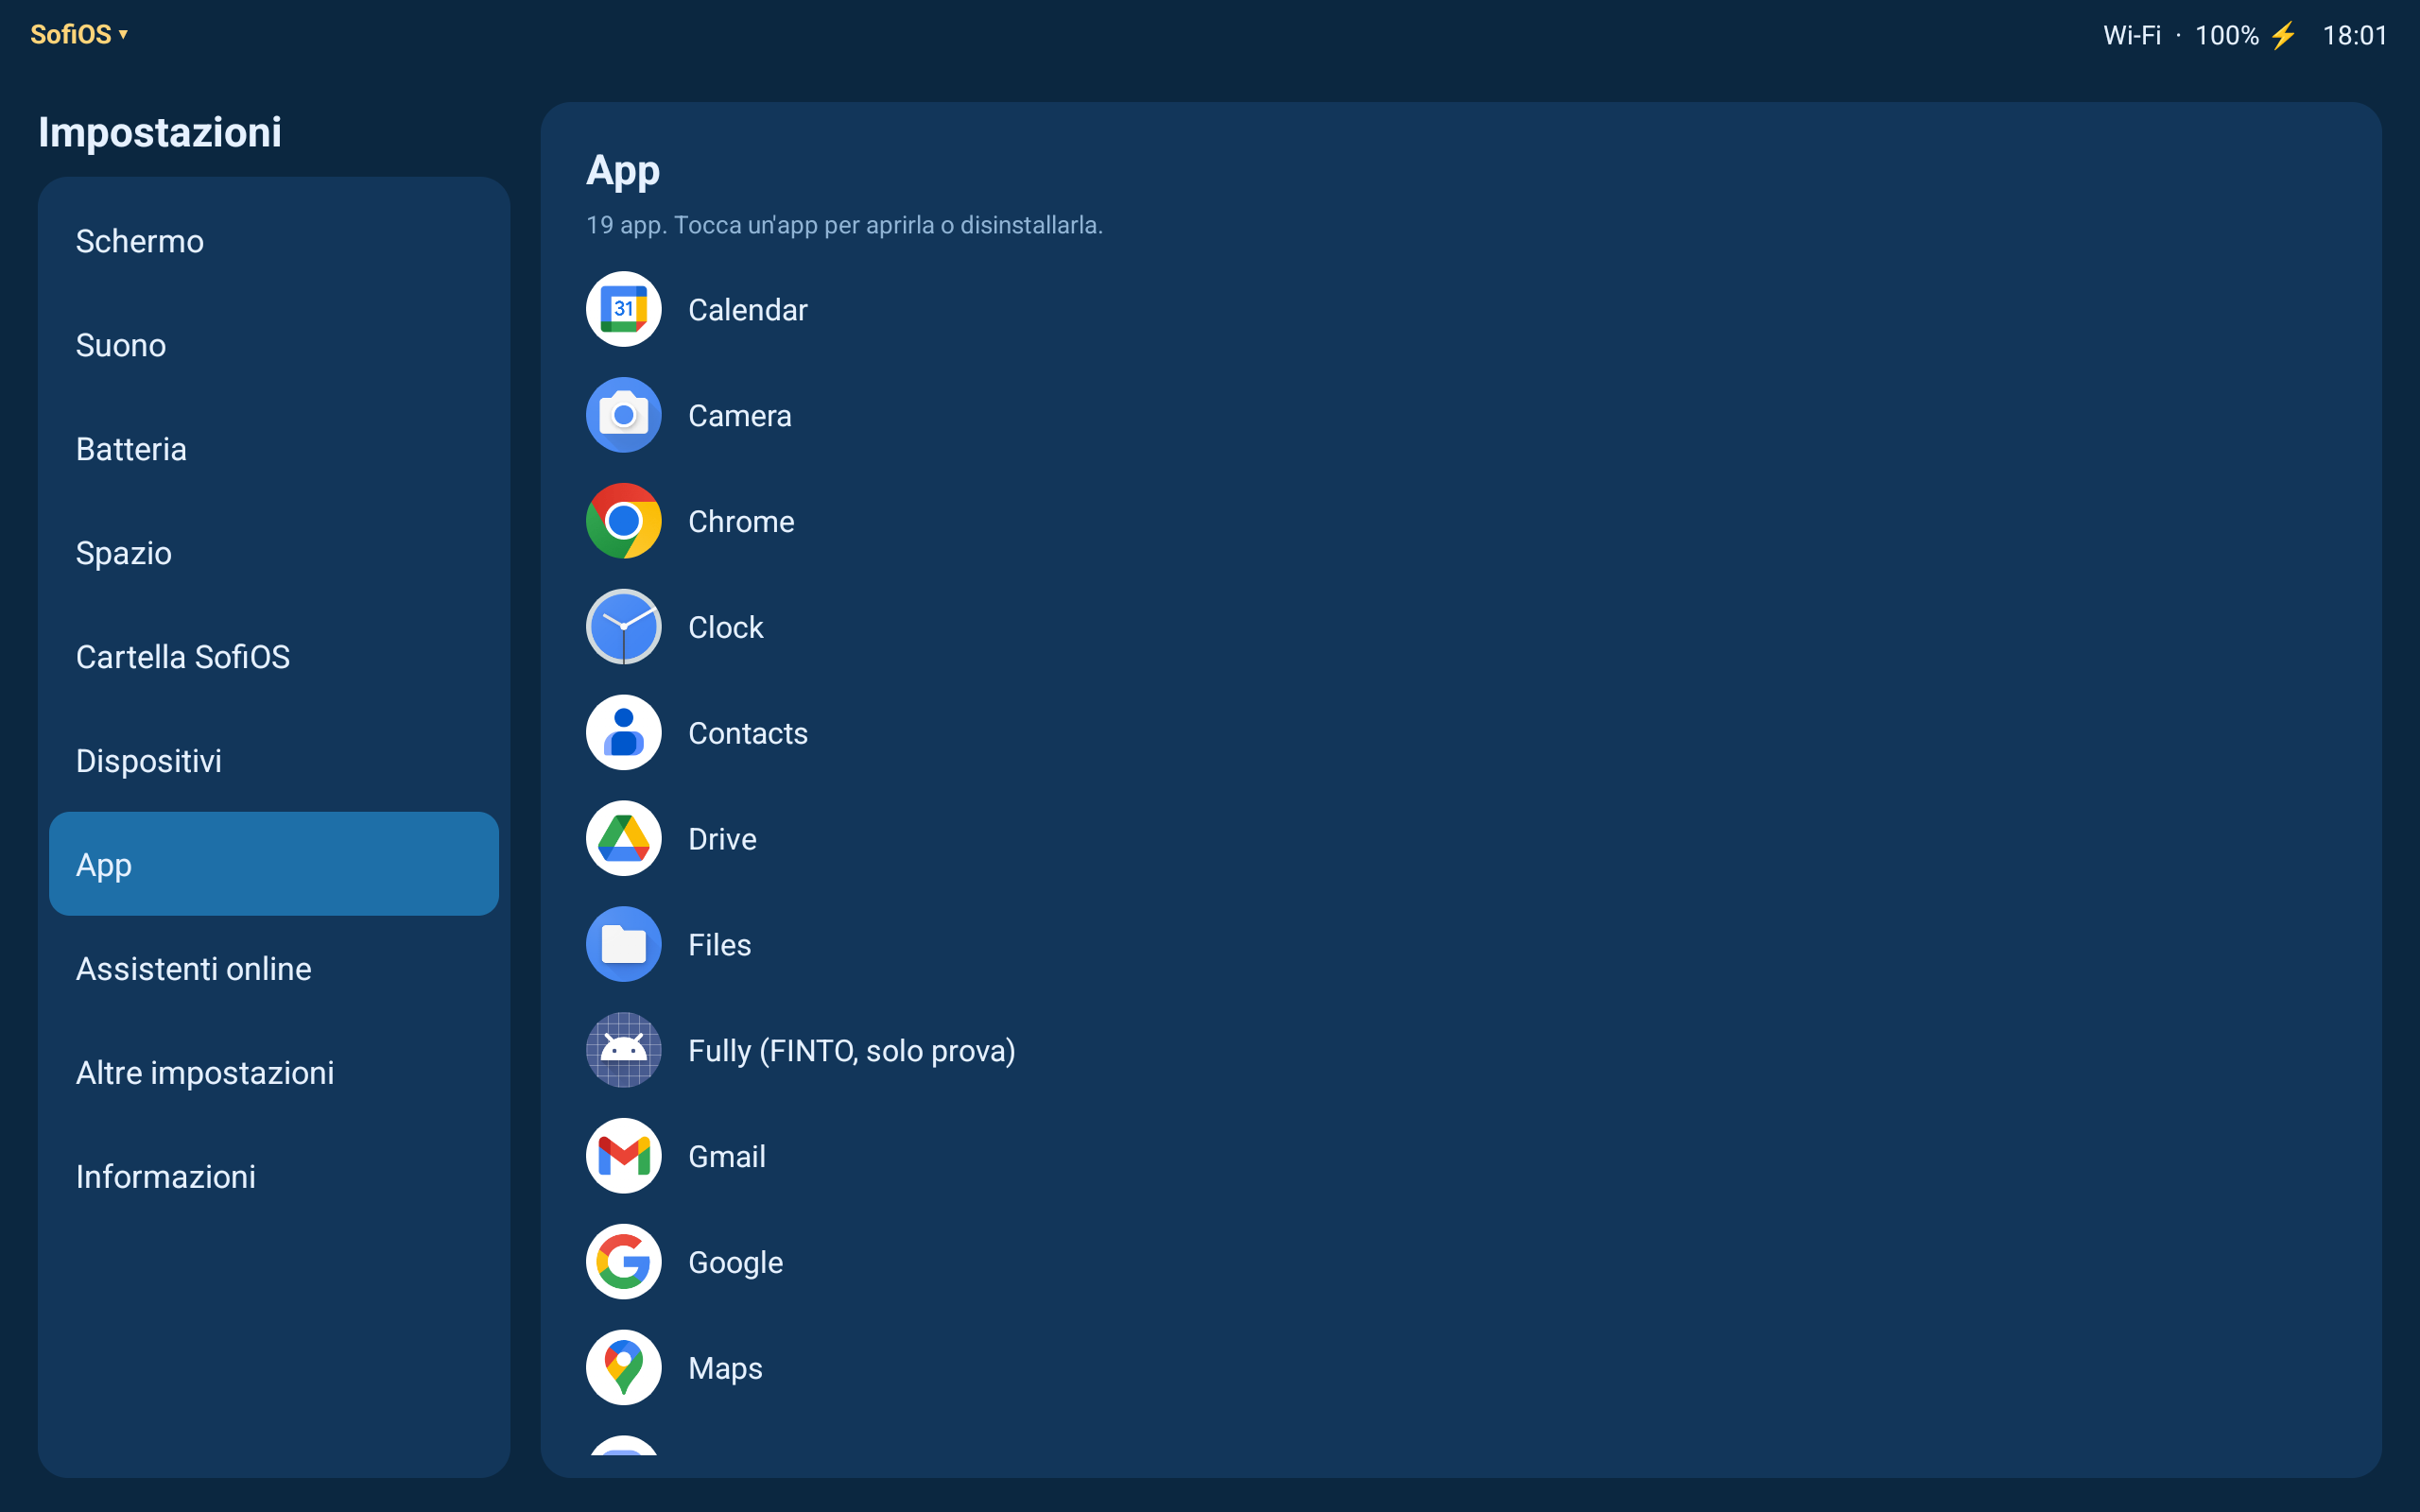 SofiOS ▾
Wi-Fi · 100% ⚡ 18:01
Impostazioni
Schermo
Suono
Batteria
Spazio
Cartella SofiOS
Dispositivi
App
Assistenti online
Altre impostazioni
Informazioni
App
19 app. Tocca un'app per aprirla o disinstallarla.
31
Calendar
Camera
Chrome
Clock
Contacts
Drive
Files
Fully (FINTO, solo prova)
Gmail
Google
Maps